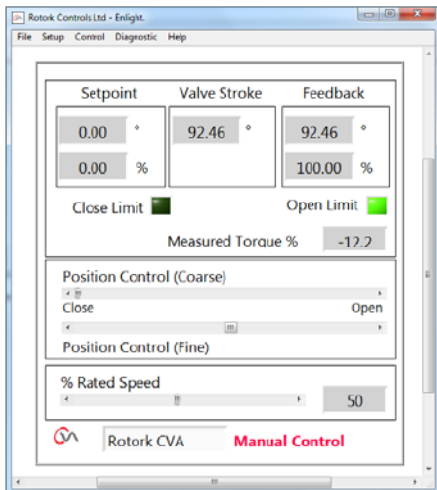 Rotork Controls Ltd - Enlight.
File Setup Control Diagnostic Help
Setpoint Valve Stroke Feedback
0.00 ° 92.46 ° 92.46 °
0.00 % 100.00 %
Close Limit Open Limit
Measured Torque % -12.2
Position Control (Coarse)
Close Open
Position Control (Fine)
% Rated Speed
50
Rotork CVA Manual Control